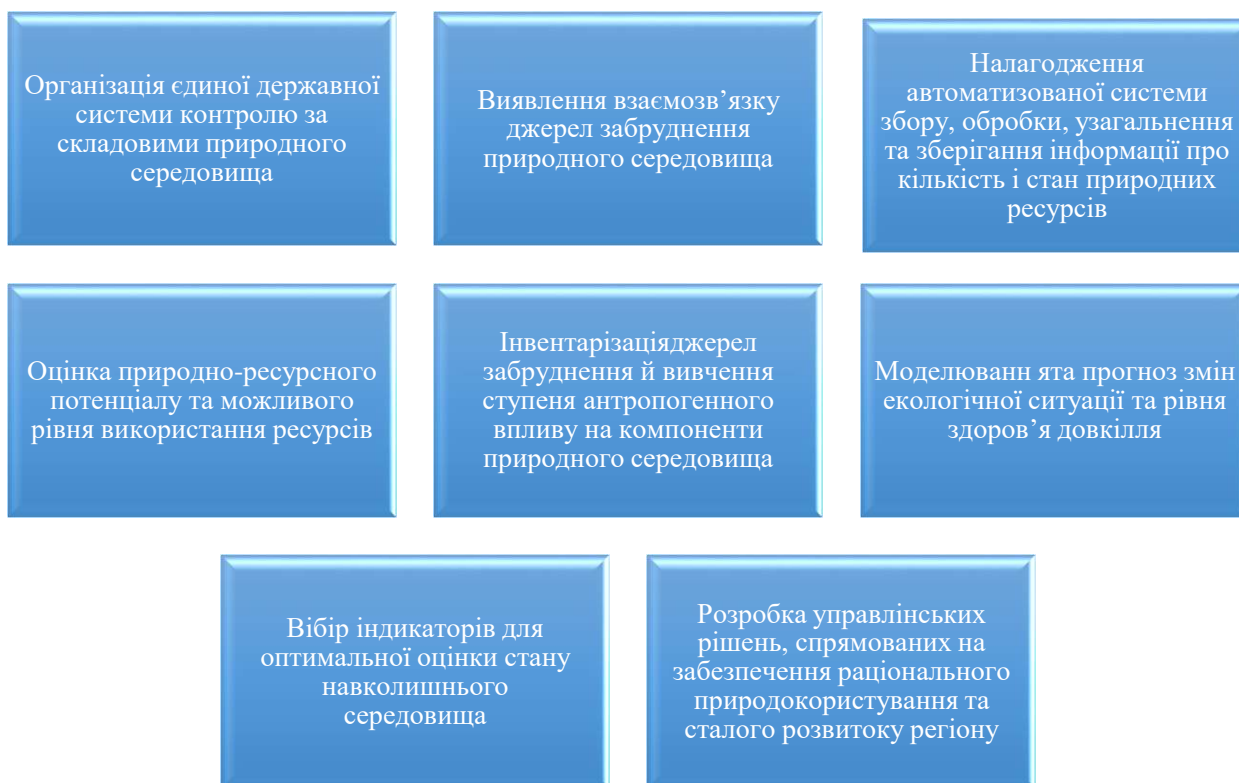 Організація єдиної державної
системи контролю за
складовими природного
середовища
Виявлення взаємозв’язку
джерел забруднення
природного середовища
Налагодження
автоматизованої системи
збору, обробки, узагальнення
та зберігання інформації про
кількість і стан природних
ресурсів
Оцінка природно-ресурсного
потенціалу та можливого
рівня використання ресурсів
Інвентарізаціяджерел
забруднення й вивчення
ступеня антропогенного
впливу на компоненти
природного середовища
Моделюванн ята прогноз змін
екологічної ситуації та рівня
здоров’я довкілля
Вібір індикаторів для
оптимальної оцінки стану
навколишнього
середовища
Розробка управлінських
рішень, спрямованих на
забезпечення раціонального
природокористування та
сталого розвитоку регіону